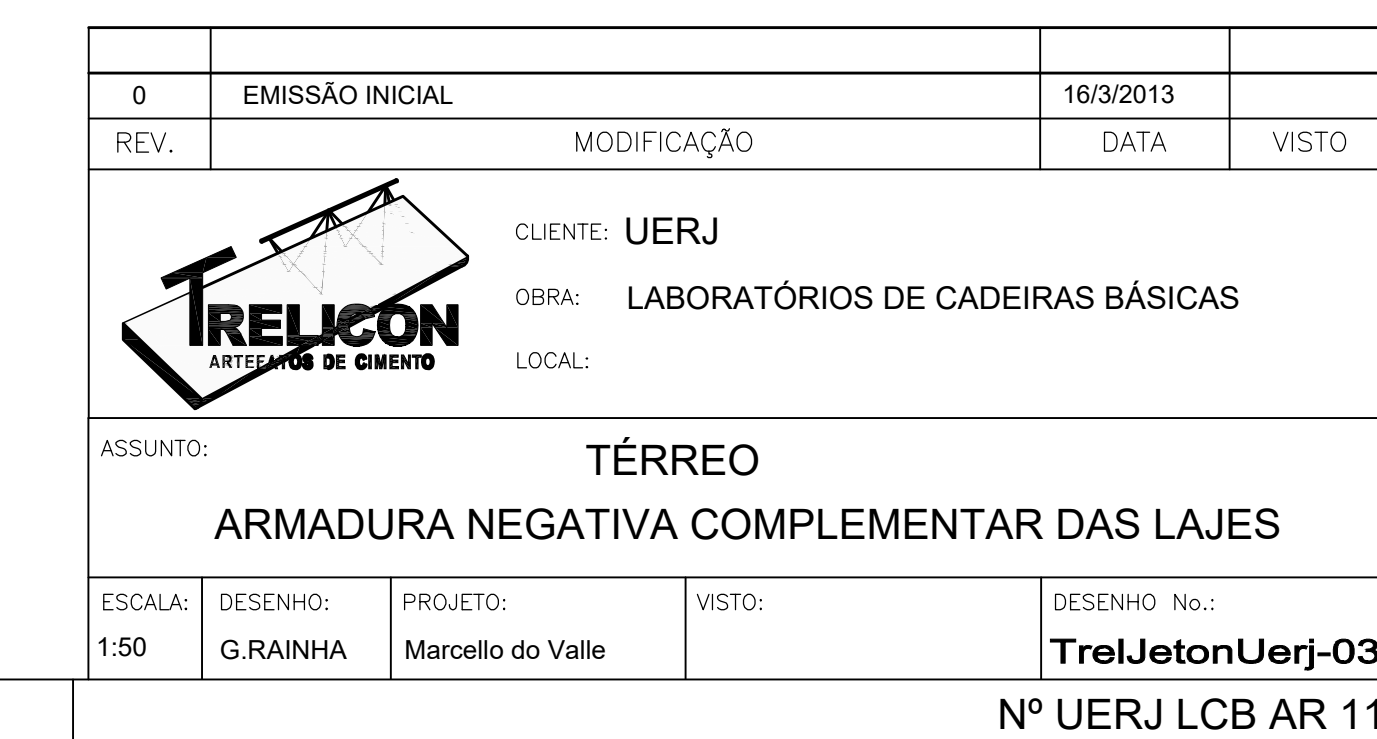 0 EMISSÃO INICIAL 16/3/2013
REV. MODIFICAÇÃO DATA VISTO
CLIENTE: UERJ
OBRA: LABORATÓRIOS DE CADEIRAS BÁSICAS
LOCAL:
TRELICON
ARTEFATOS DE CIMENTO
ASSUNTO:
TÉRREO
ARMADURA NEGATIVA COMPLEMENTAR DAS LAJES
ESCALA: DESENHO: PROJETO: VISTO: DESENHO No.:
1:50 G.RAINHA Marcello do Valle TrelJetonUerj-03
Nº UERJ LCB AR 11